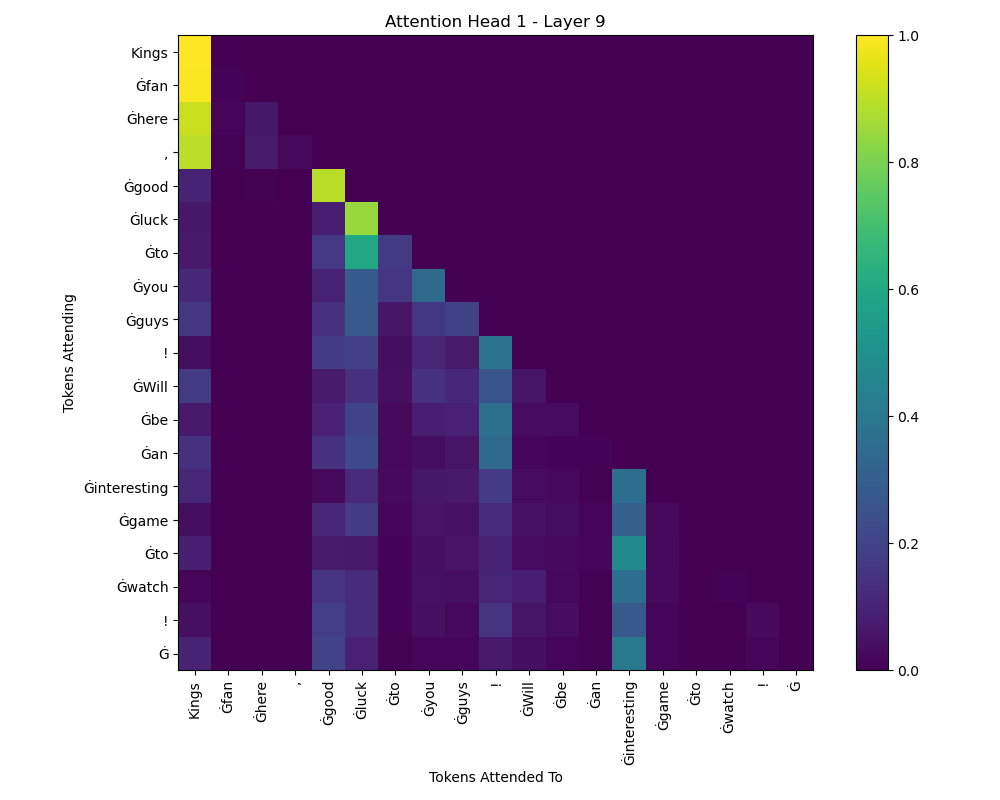 Attention Head 1 - Layer 9
Tokens Attending
Kings
Ġfan
Ġhere
,
Ġgood
Ġluck
Ġto
Ġyou
Ġguys
!
ĠWill
Ġbe
Ġan
Ġinteresting
Ġgame
Ġto
Ġwatch
!
Ġ
Kings
Ġfan
Ġhere
,
Ġgood
Ġluck
Ġto
Ġyou
Ġguys
!
ĠWill
Ġbe
Ġan
Ġinteresting
Ġgame
Ġto
Ġwatch
!
Ġ
Tokens Attended To
1.0
0.8
0.6
0.4
0.2
0.0